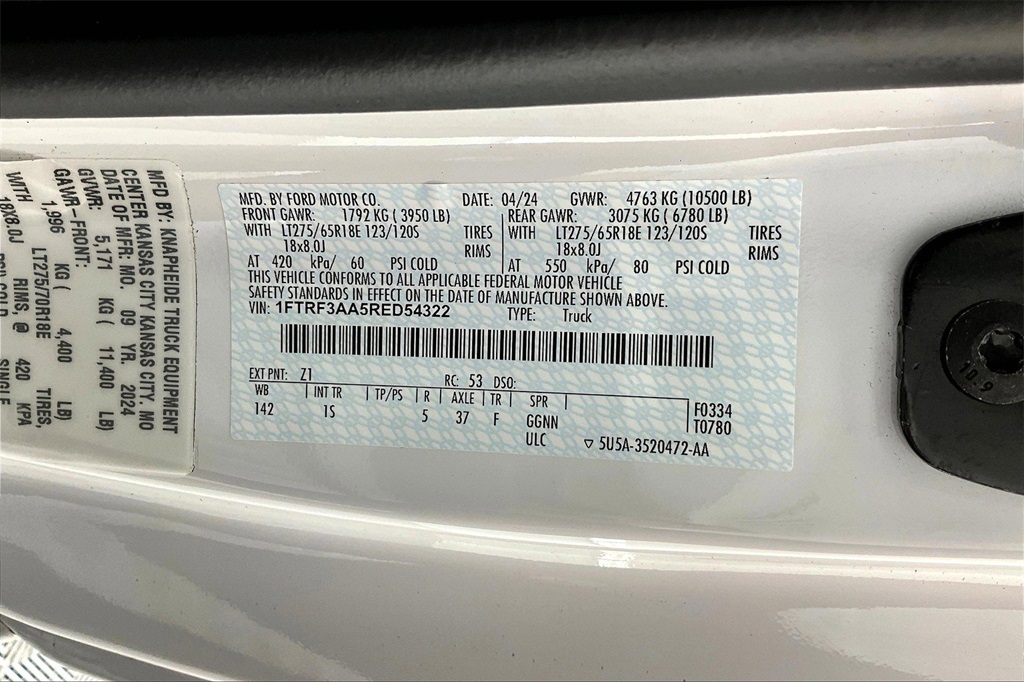 MFD. BY FORD MOTOR CO. DATE: 04/24 GVWR: 4763 KG (10500 LB)
FRONT GAWR: 1792 KG ( 3950 LB) REAR GAWR: 3075 KG ( 6780 LB)
WITH LT275/65R18E 123/120S TIRES WITH LT275/65R18E 123/120S TIRES
18x8.0J RIMS 18x8.0J RIMS
AT 420 kPa/ 60 PSI COLD AT 550 kPa/ 80 PSI COLD
THIS VEHICLE CONFORMS TO ALL APPLICABLE FEDERAL MOTOR VEHICLE
SAFETY STANDARDS IN EFFECT ON THE DATE OF MANUFACTURE SHOWN ABOVE.
VIN: 1FTRF3AA5RED54322 TYPE: Truck
EXT PNT: Z1 RC: 53 DSO:
WB INT TR TP/PS R AXLE TR SPR
142 1S 5 37 F GGNN F0334
ULC T0780
5U5A-3520472-AA
MFD BY: KNAPHEIDE TRUCK EQUIPMENT
CENTER KANSAS CITY KANSAS CITY, MO
DATE OF MFR: MO. 09 YR. 2024
GVWR: 5,171 KG ( 11,400 LB)
GAWR-FRONT:
1,996 KG ( 4,400 LB)
WITH LT275/70R18E TIRES,
18X8.0J RIMS, @ 420 KPA
PSI COLD SINGLE
10.9